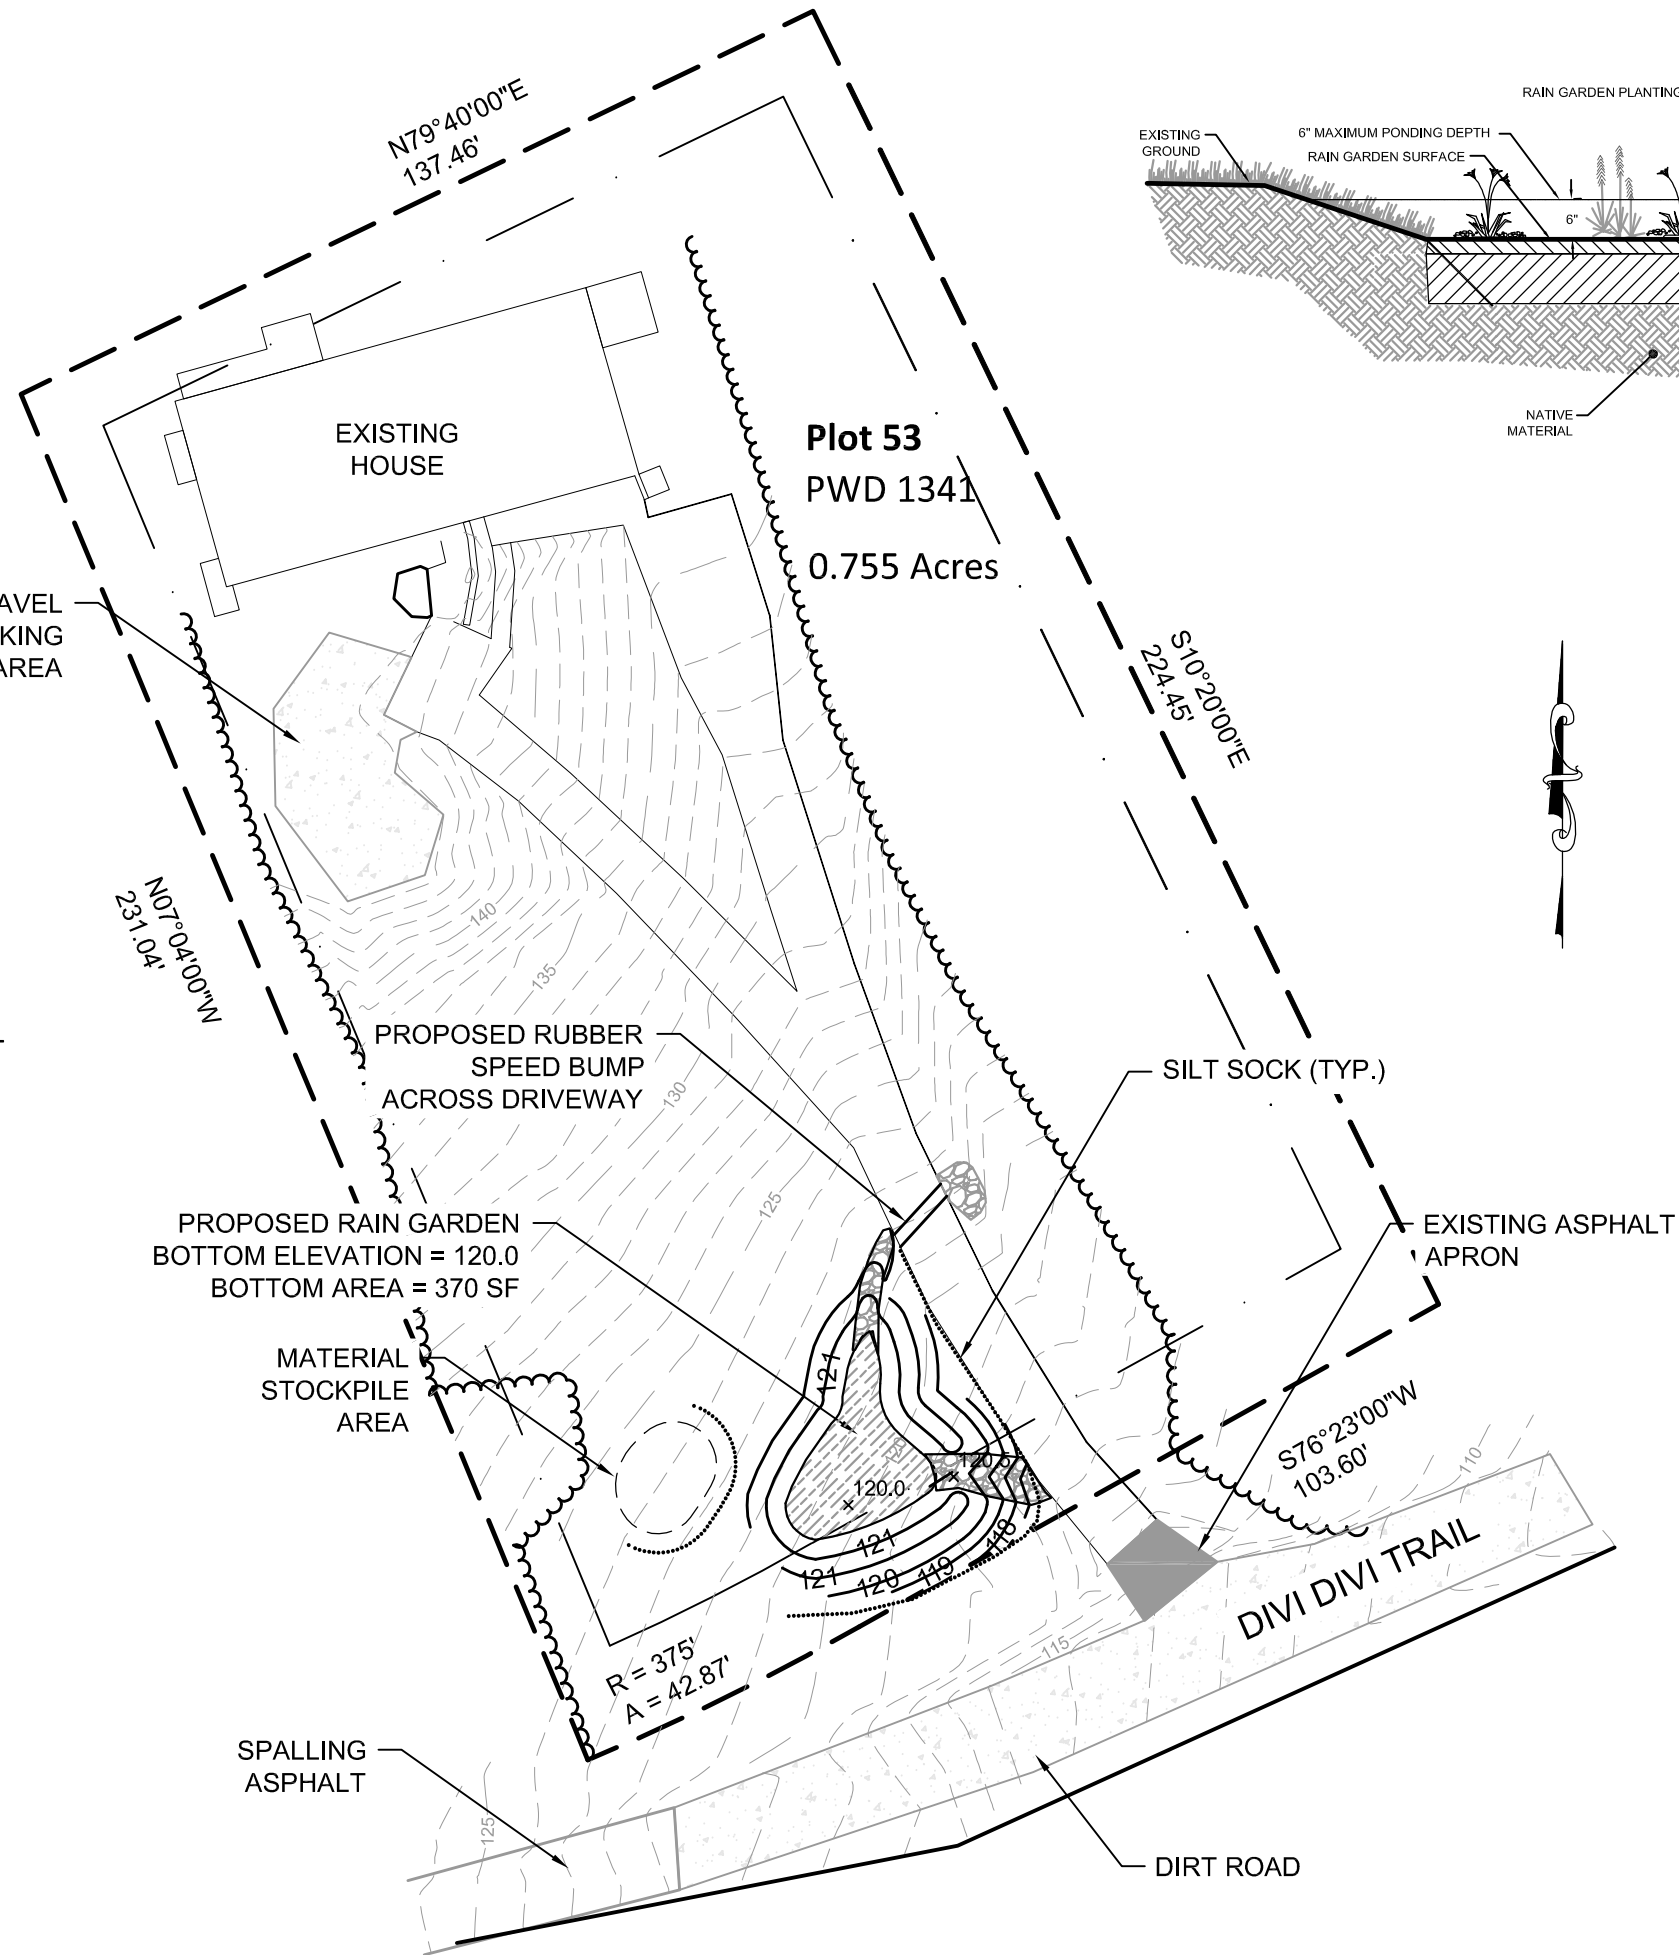 N79°40'00"E
137.46'
RAIN GARDEN PLANTING
EXISTING
GROUND
6" MAXIMUM PONDING DEPTH
RAIN GARDEN SURFACE
6"
NATIVE
MATERIAL
EXISTING
HOUSE
Plot 53
PWD 1341
0.755 Acres
AVEL
KING
AREA
S10°20'00"E
224.45'
N07°04'00"W
231.04'
140
135
130
125
PROPOSED RUBBER
SPEED BUMP
ACROSS DRIVEWAY
SILT SOCK (TYP.)
PROPOSED RAIN GARDEN
BOTTOM ELEVATION = 120.0
BOTTOM AREA = 370 SF
EXISTING ASPHALT
APRON
MATERIAL
STOCKPILE
AREA
121
120
120.5
120.0
121
121
120
119
118
S76°23'00"W
103.60'
110
DIVI DIVI TRAIL
115
R = 375'
A = 42.87'
SPALLING
ASPHALT
125
DIRT ROAD